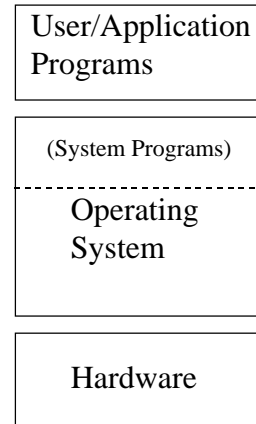 User/Application
Programs
(System Programs)
Operating
System
Hardware